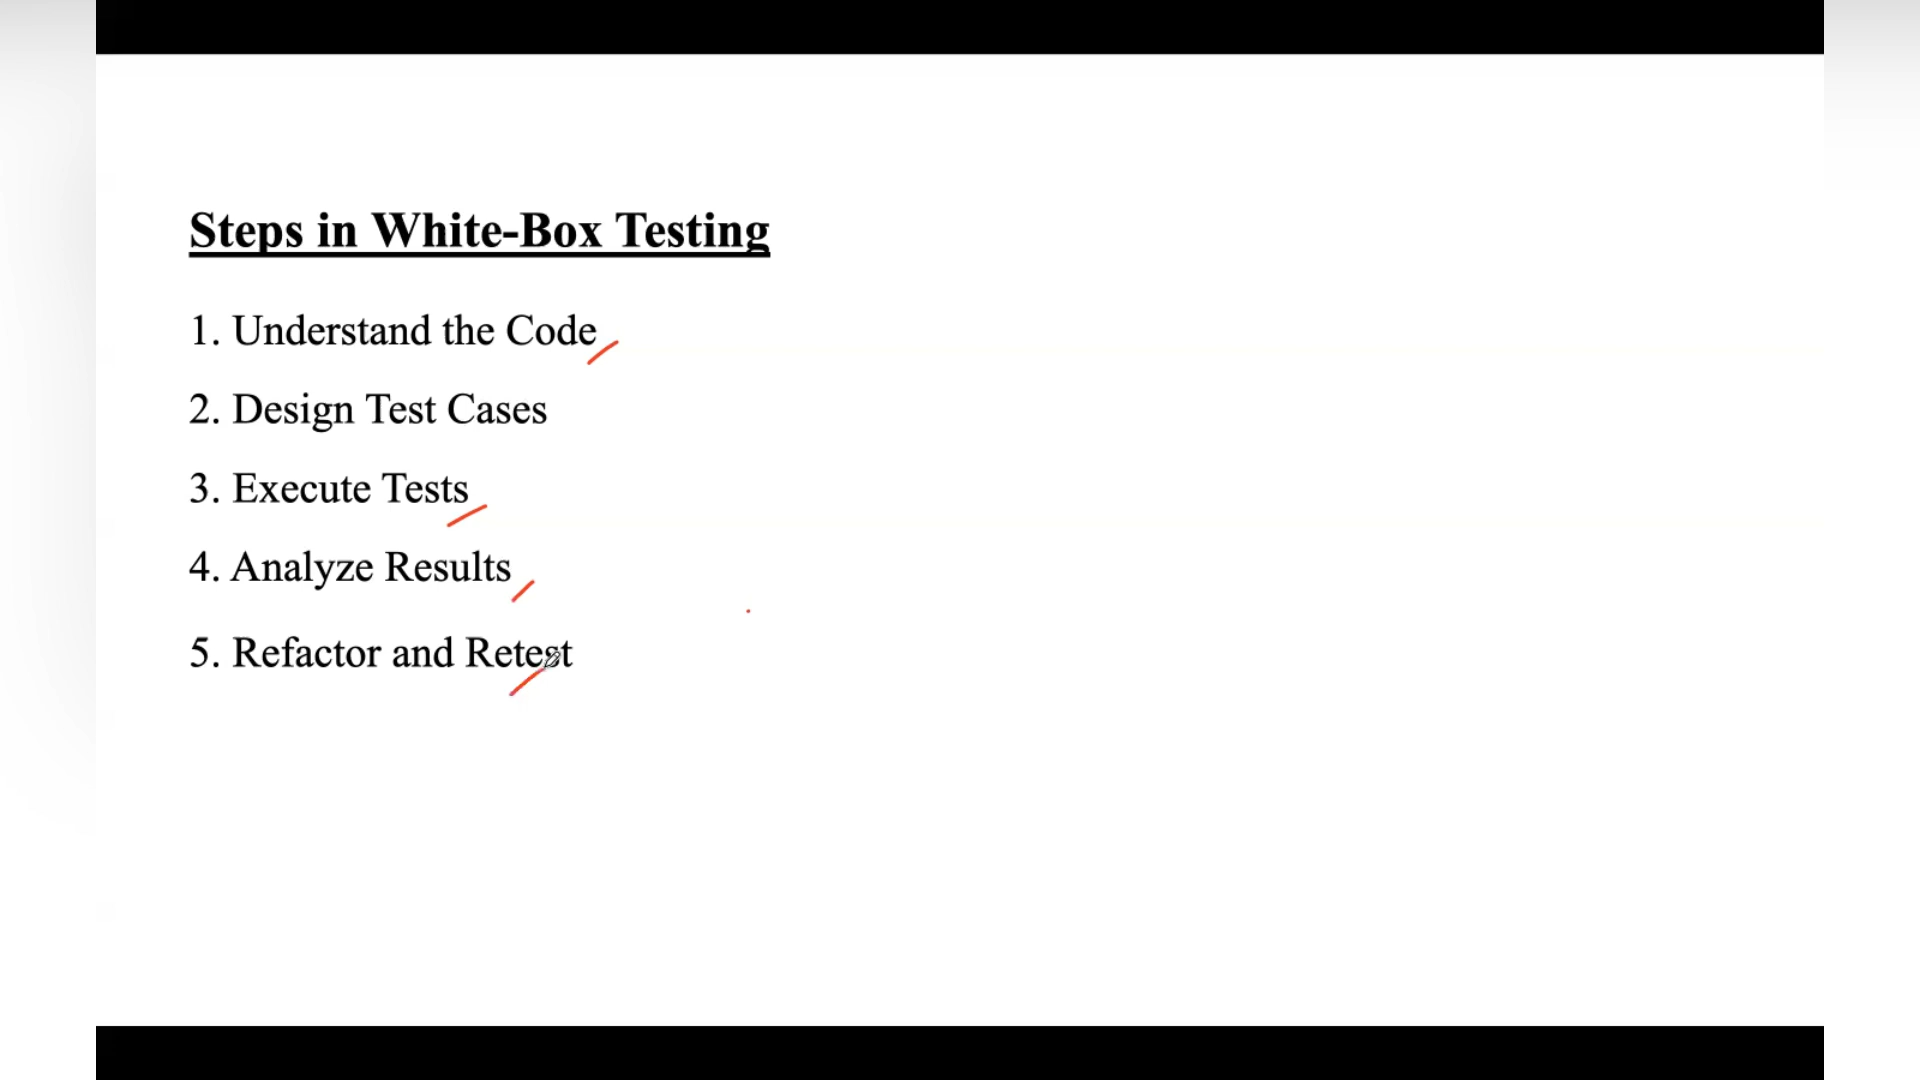 Steps in White-Box Testing
1. Understand the Code
2. Design Test Cases
3. Execute Tests
4. Analyze Results
5. Refactor and Retest